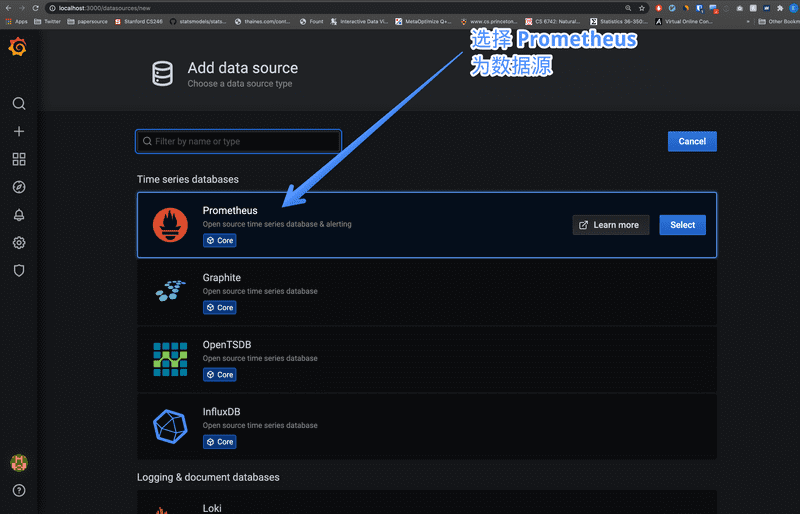 localhost:3000/datasources/new
Apps
Twitter
papersource
Stanford CS246
statsmodels/stats...
theines.com/cont...
Fount
Interactive Data Vi...
MetaOptimize Q+...
www.cs.princeton...
CS 6742: Natural...
Statistics 36-350:...
Virtual Online Con...
»
Other Bookmarks
选择 Prometheus
为数据源
Add data source
Choose a data source type
Filter by name or type
Cancel
Time series databases
Prometheus
Open source time series database & alerting
Core
Learn more
Select
Graphite
Open source time series database
Core
OpenTSDB
Open source time series database
Core
InfluxDB
Open source time series database
Core
Logging & document databases
Loki